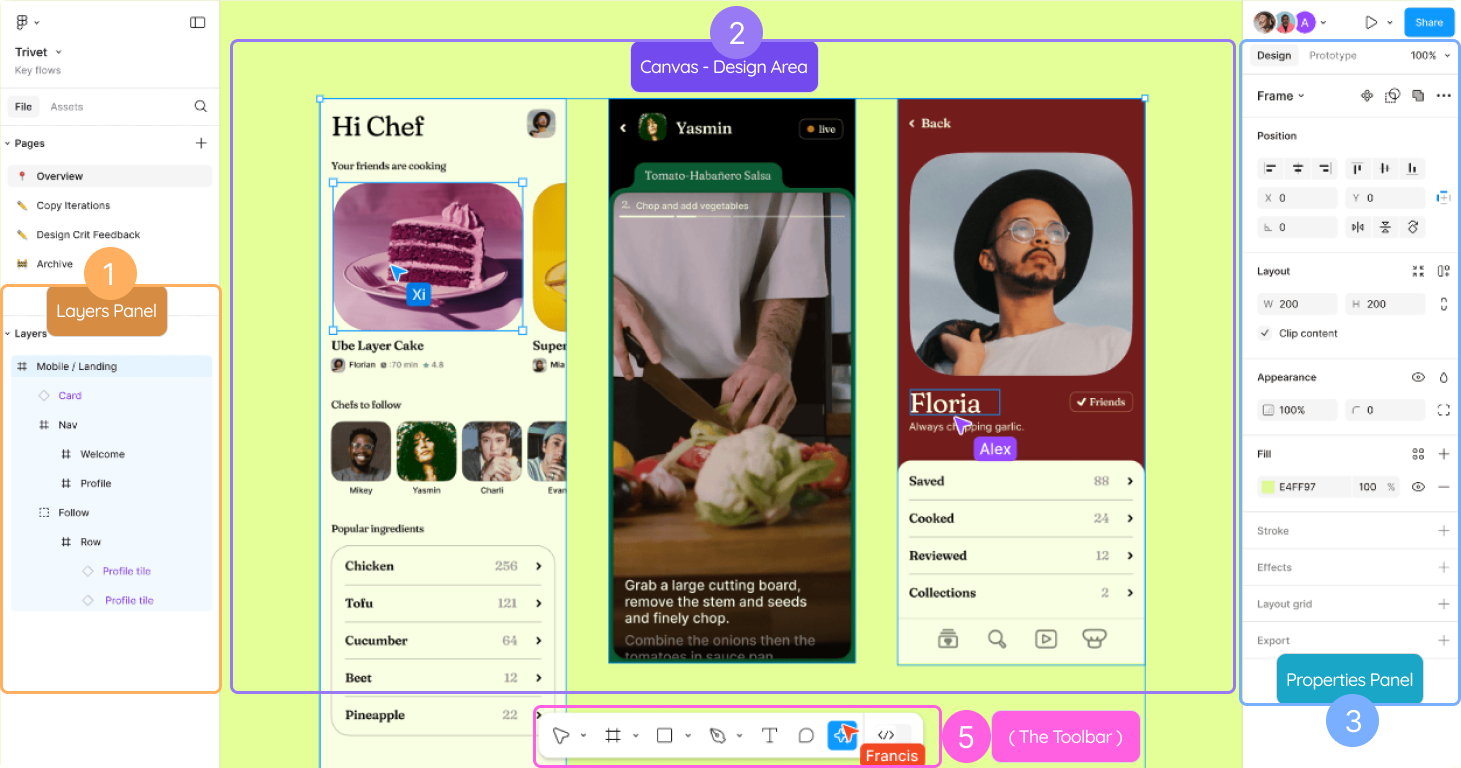 Trivet
Key flows
File
Assets
Pages
Overview
Copy Iterations
Design Crit Feedback
Archive
1
Layers Panel
Layers
Mobile / Landing
Card
Nav
Welcome
Profile
Follow
Row
Profile tile
Profile tile
2
Canvas - Design Area
Hi Chef
Your friends are cooking
Xi
Ube Layer Cake
Super
Florian 70 min ★ 4.8
Mia
Chefs to follow
Mikey
Yasmin
Charli
Evan
Popular ingredients
Chicken 256
Tofu 121
Cucumber 64
Beet 12
Pineapple 22
Yasmin
live
Tomato-Habañero Salsa
2. Chop and add vegetables
Grab a large cutting board,
remove the stem and seeds
and finely chop.
Combine the onions then the
tomatoes in sauce pan
Back
Floria
Friends
Always chopping garlic.
Alex
Saved 88
Cooked 24
Reviewed 12
Collections 2
Francis
5
( The Toolbar )
A
Share
Design
Prototype
100%
Frame
Position
X 0
Y 0
0
Layout
W 200
H 200
Clip content
Appearance
100%
0
Fill
E4FF97 100 %
Stroke
Effects
Layout grid
Export
Properties Panel
3